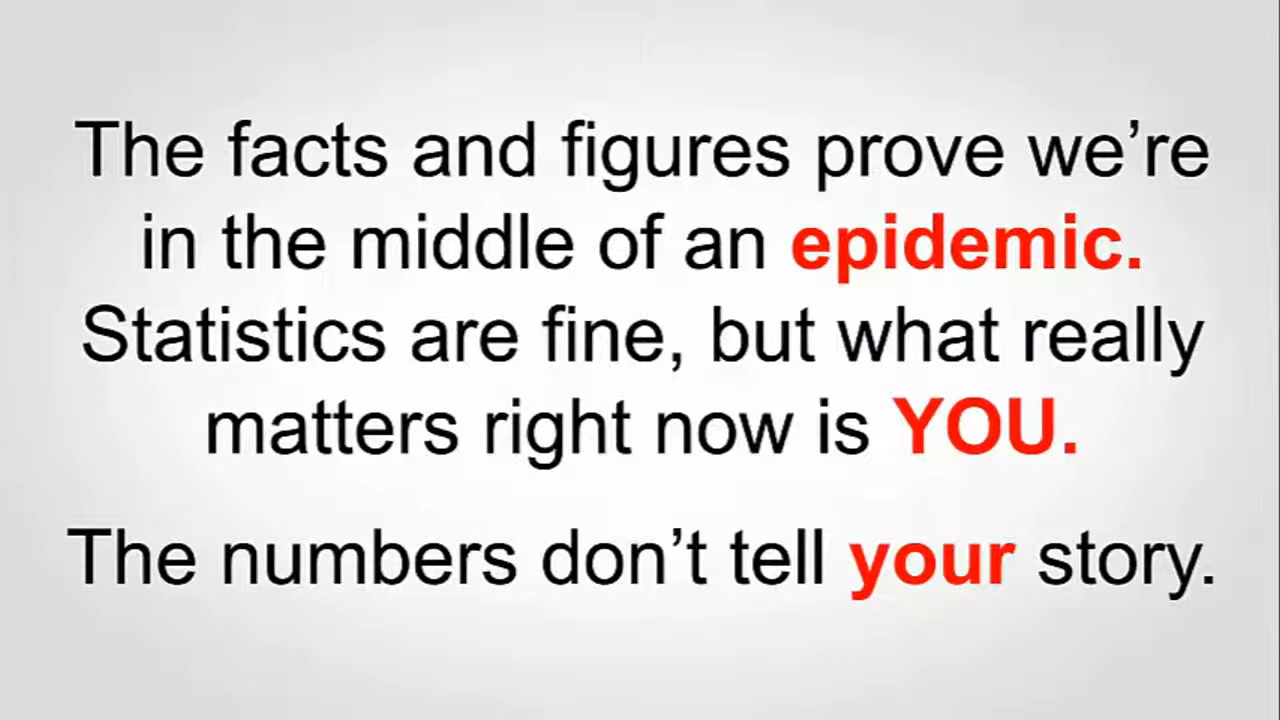 The facts and figures prove we’re
in the middle of an epidemic.
Statistics are fine, but what really
matters right now is YOU.
The numbers don’t tell your story.